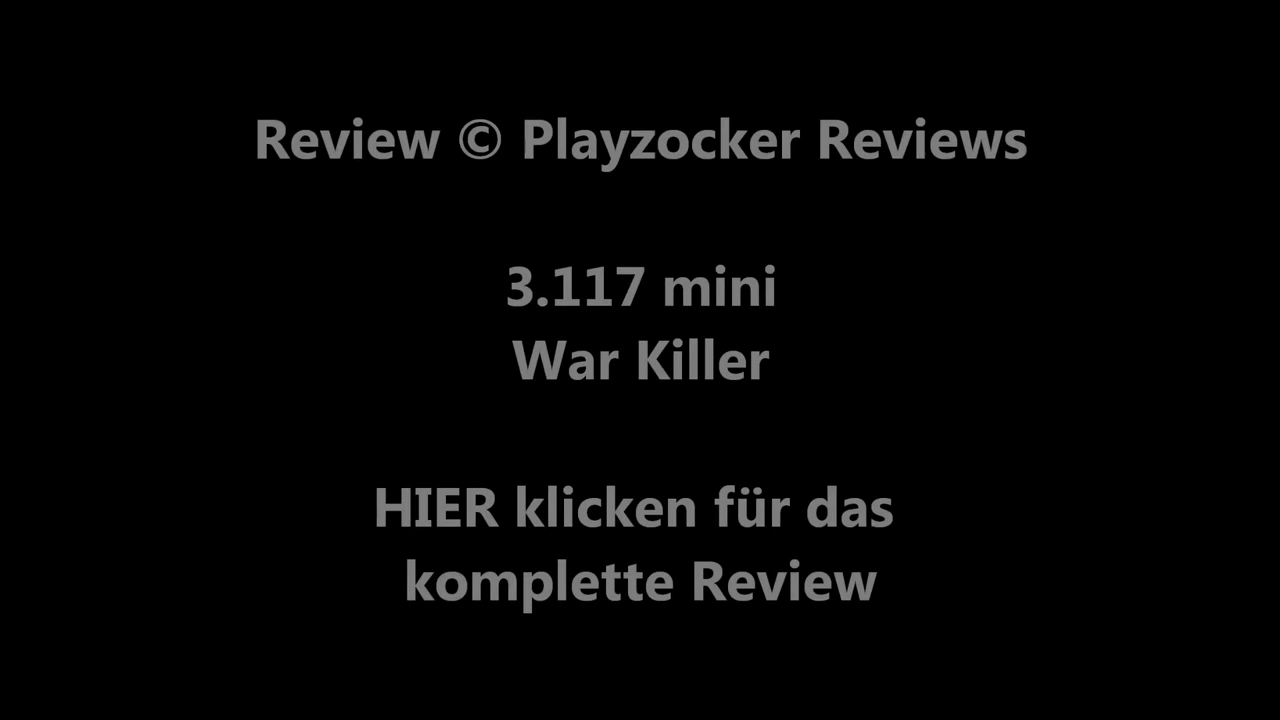 Review © Playzocker Reviews
3.117 mini
War Killer
HIER klicken für das
komplette Review